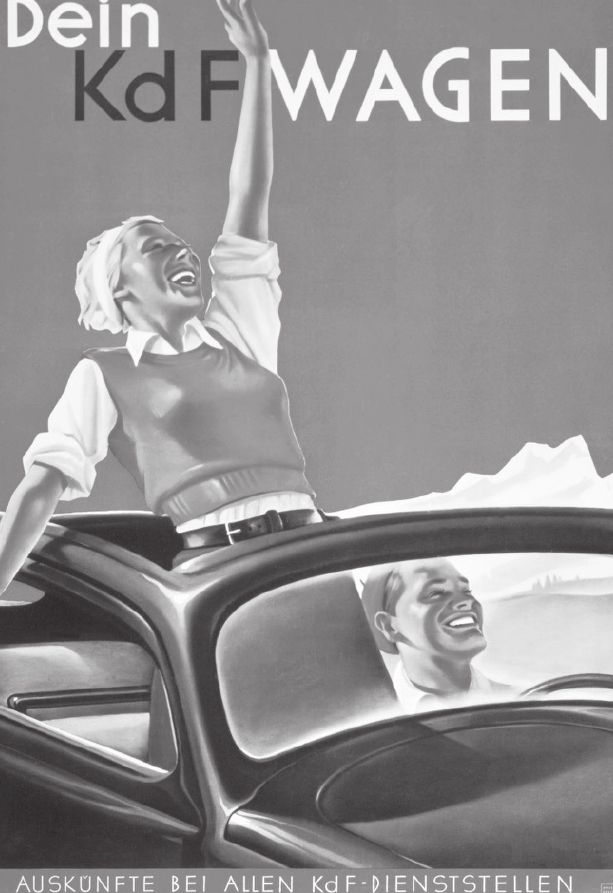 Dein
KdF WAGEN
AUSKÜNFTE BEI ALLEN KdF-DIENSTSTELLEN